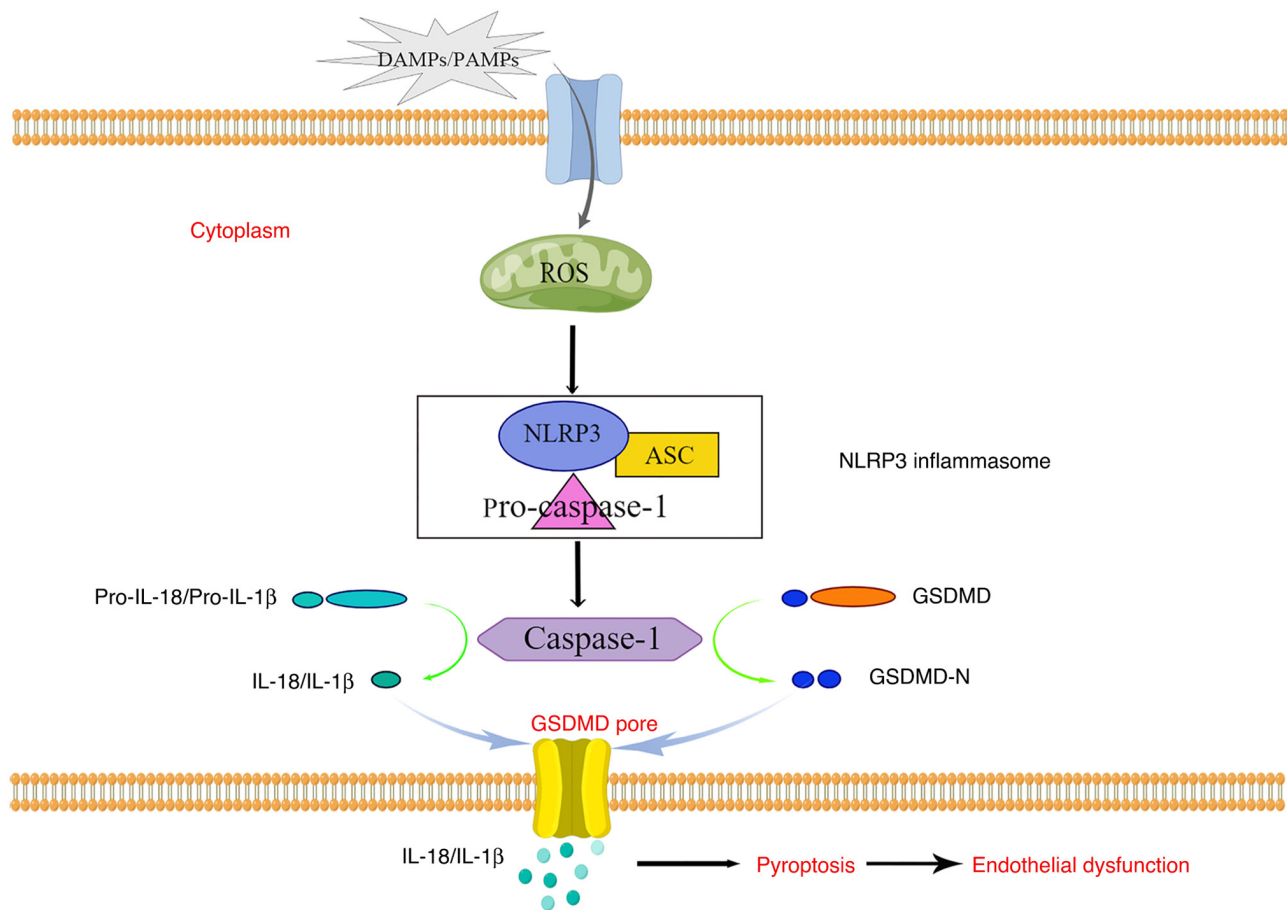 DAMPs/PAMPs
Cytoplasm
ROS
NLRP3
ASC
NLRP3 inflammasome
Pro-caspase-1
Pro-IL-18/Pro-IL-1β
GSDMD
Caspase-1
IL-18/IL-1β
GSDMD-N
GSDMD pore
IL-18/IL-1β
Pyroptosis
Endothelial dysfunction